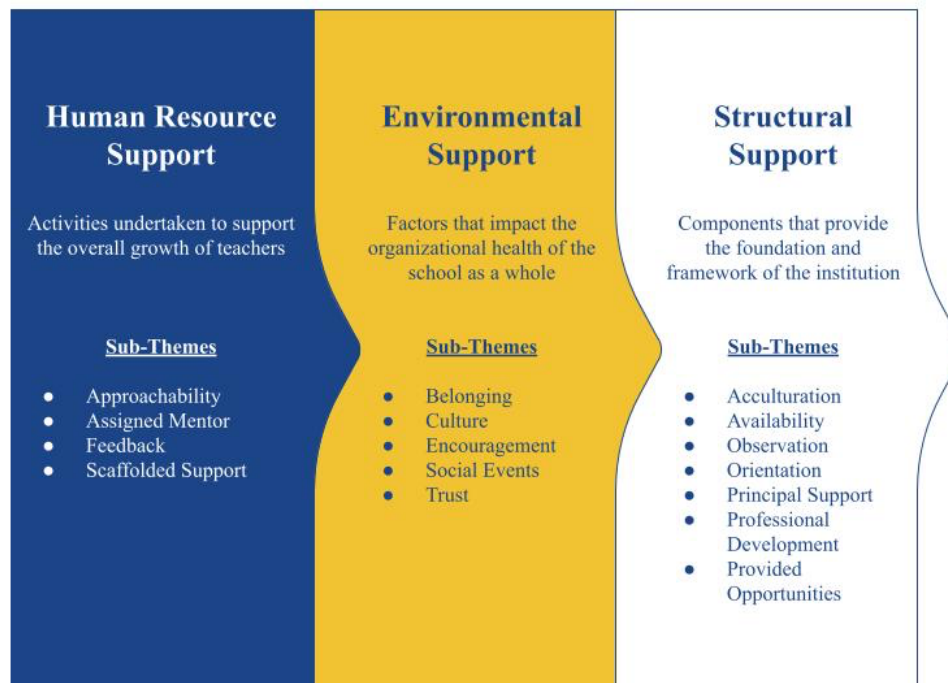 Human Resource
Support
Activities undertaken to support
the overall growth of teachers
Sub-Themes
● Approachability
● Assigned Mentor
● Feedback
● Scaffolded Support
Environmental
Support
Factors that impact the
organizational health of the
school as a whole
Sub-Themes
● Belonging
● Culture
● Encouragement
● Social Events
● Trust
Structural
Support
Components that provide
the foundation and
framework of the institution
Sub-Themes
● Acculturation
● Availability
● Observation
● Orientation
● Principal Support
● Professional
Development
● Provided
Opportunities